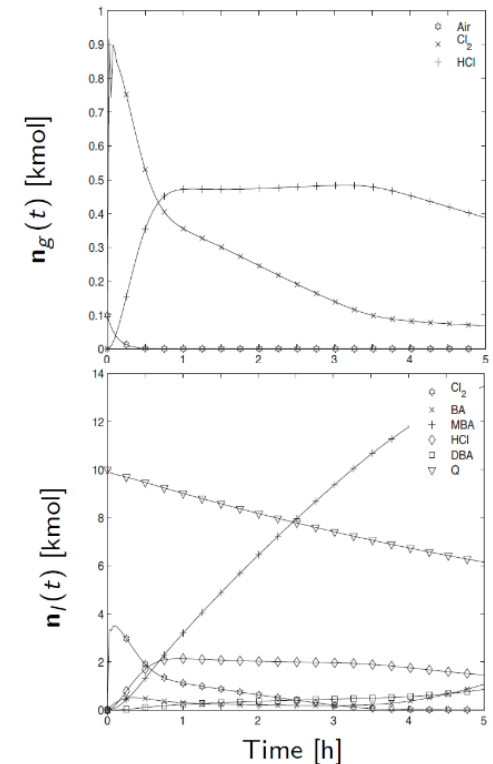 1
0.9
0.8
0.7
0.6
0.5
0.4
0.3
0.2
0.1
0
n_g(t) [kmol]
Air
Cl₂
HCl
0 1 2 3 4 5
14
12
10
8
6
4
2
0
n_l(t) [kmol]
Cl₂
BA
MBA
HCl
DBA
Q
0 1 2 3 4 5
Time [h]